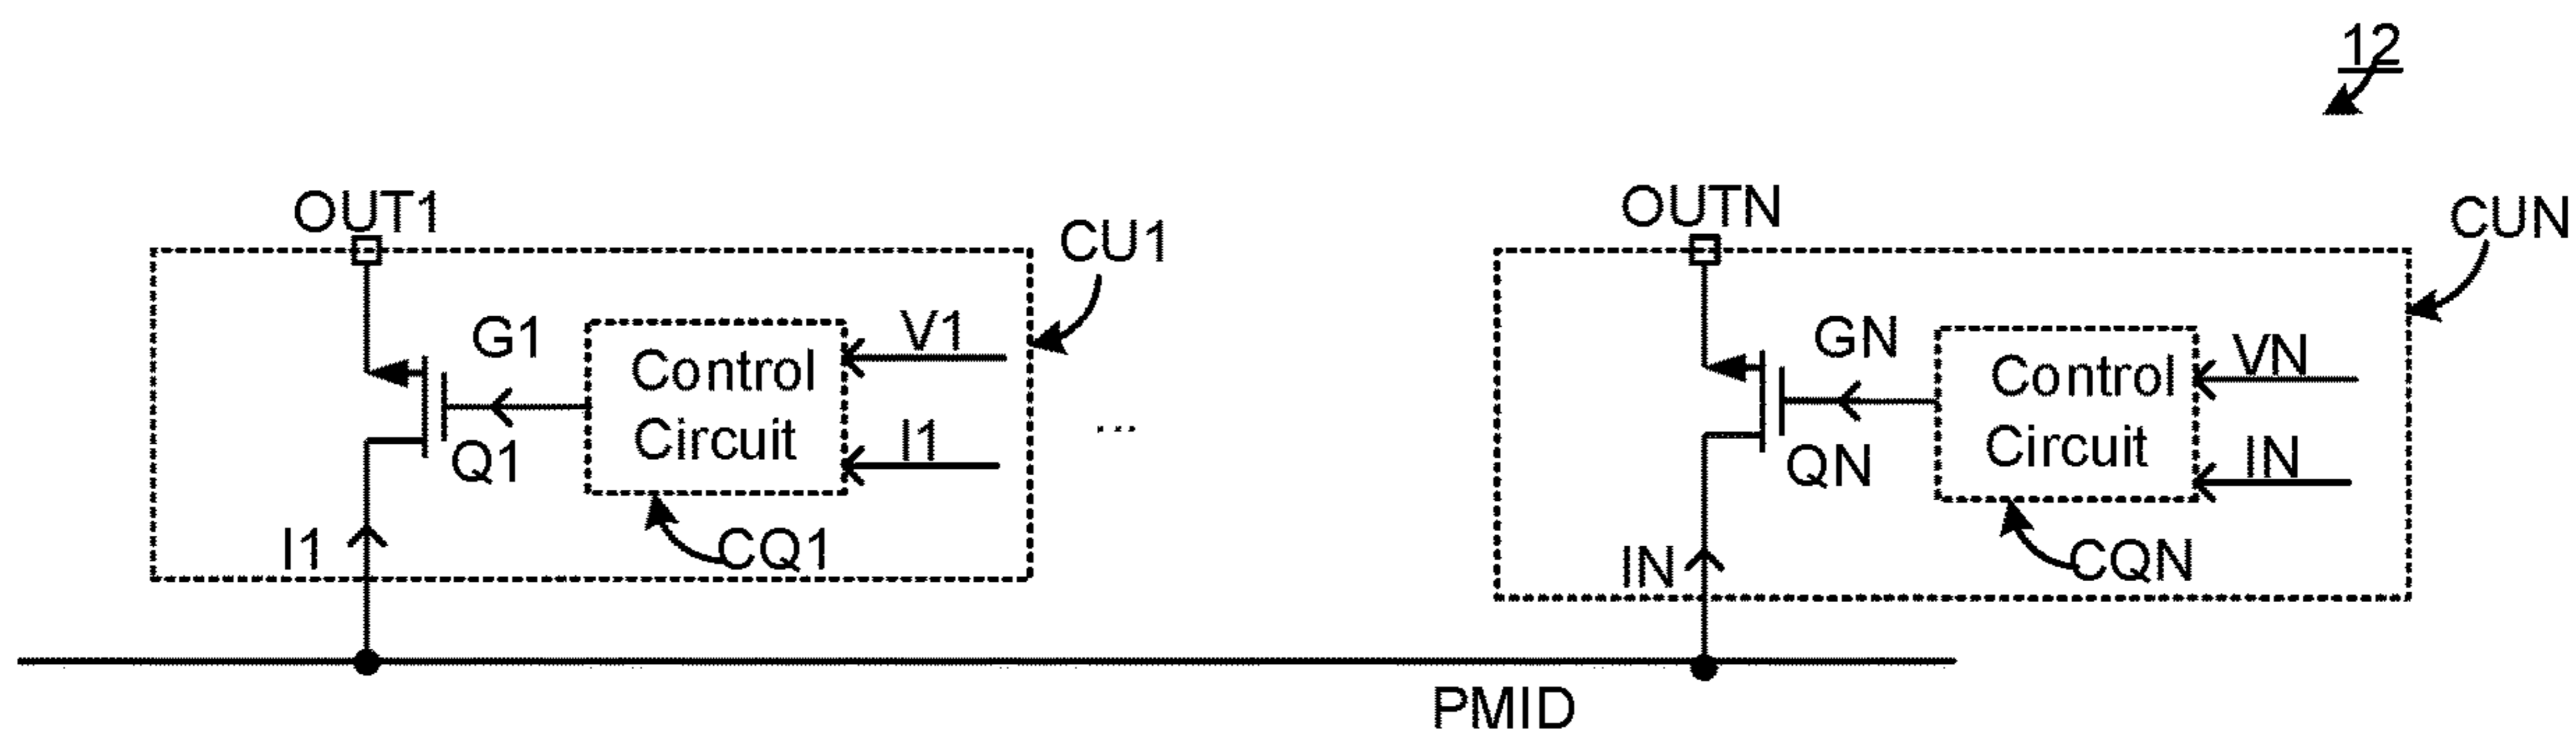 12
OUT1
OUTN
CU1
CUN
G1
Control
Circuit
V1
I1
Q1
I1
CQ1
...
GN
Control
Circuit
VN
IN
QN
IN
CQN
PMID